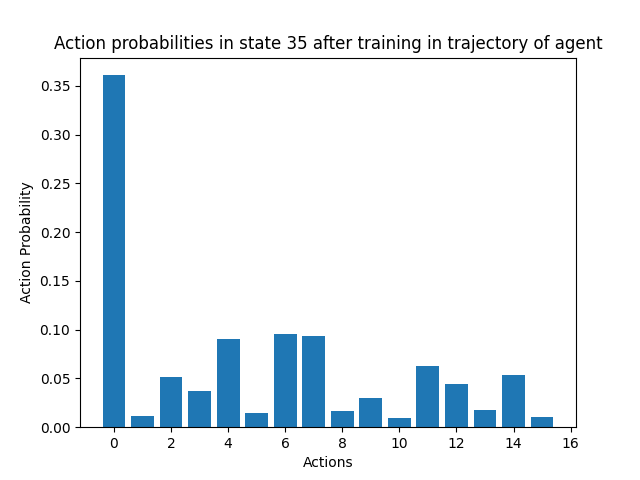 Action probabilities in state 35 after training in trajectory of agent
0.35
0.30
0.25
0.20
0.15
0.10
0.05
0.00
Action Probability
0 2 4 6 8 10 12 14 16
Actions